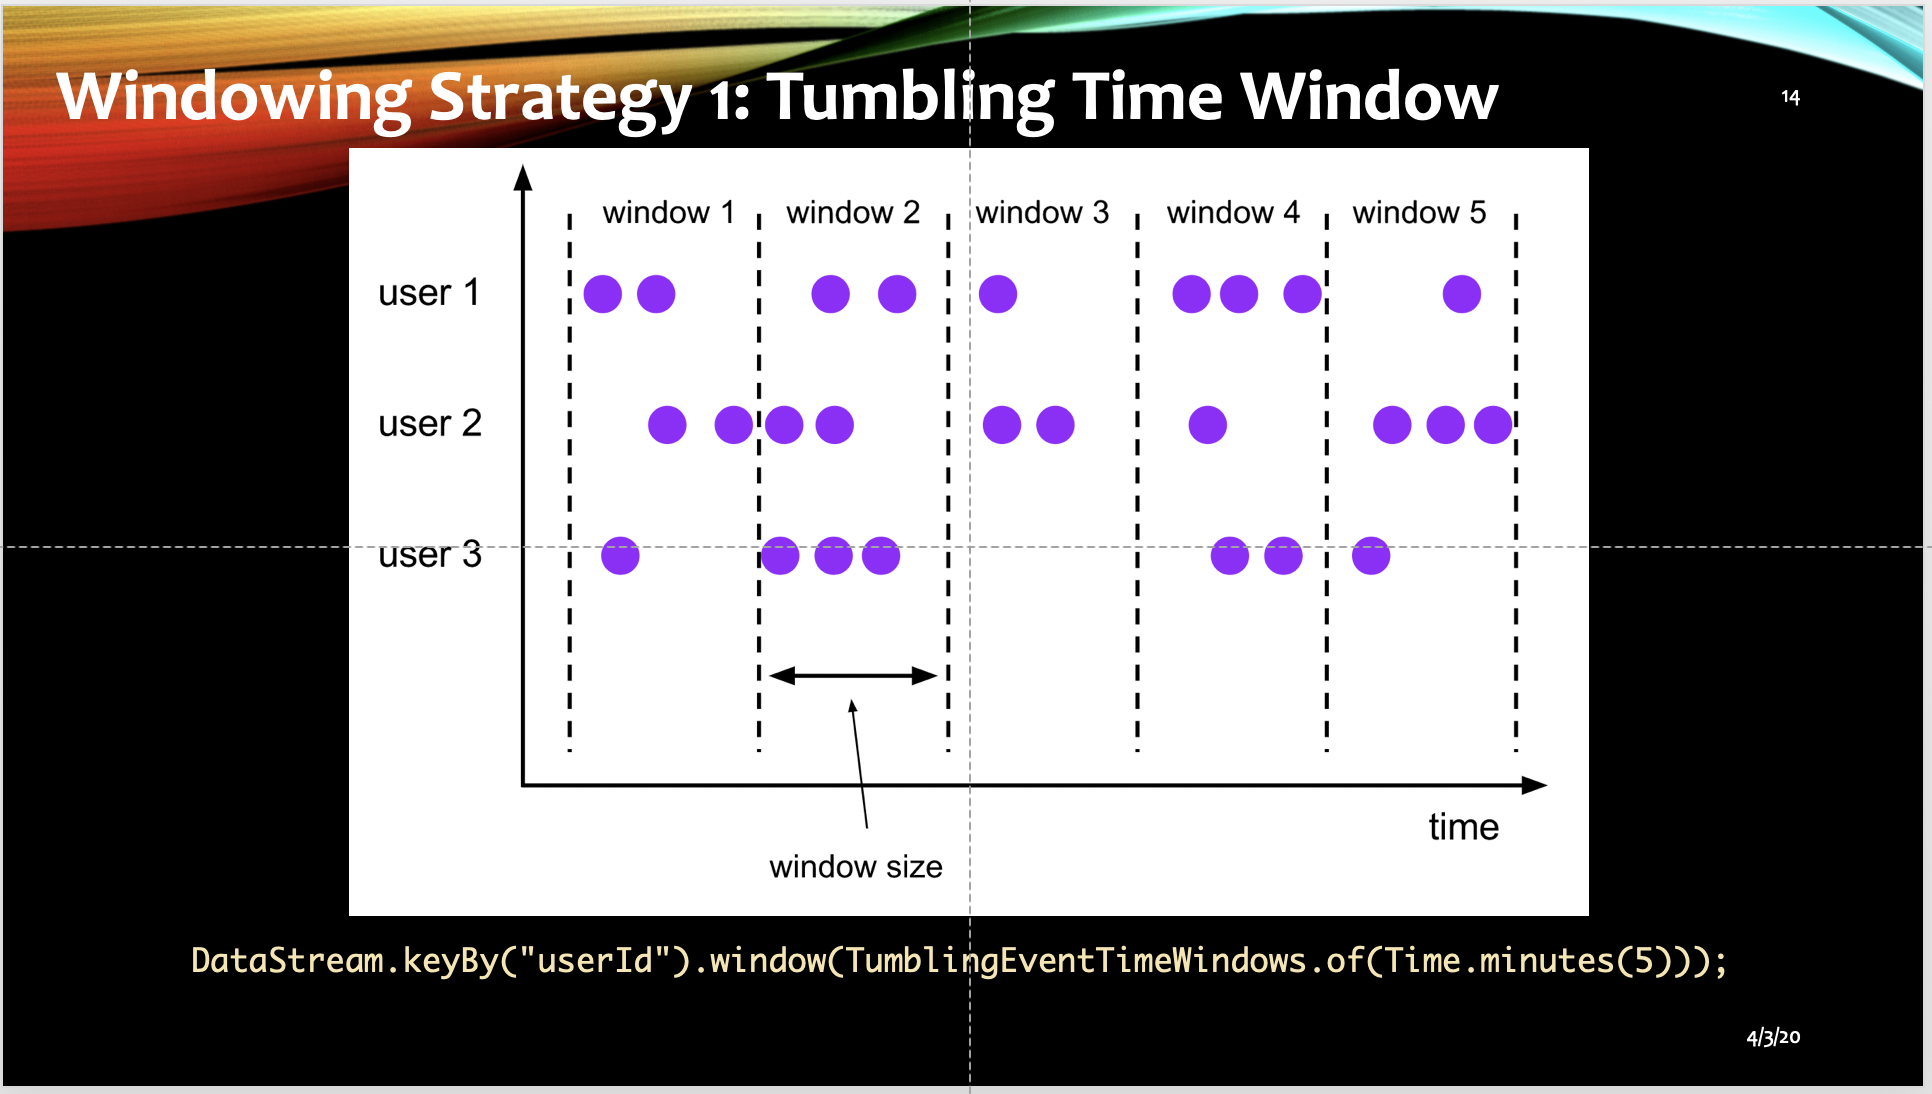 Windowing Strategy 1: Tumbling Time Window
14
window 1 window 2 window 3 window 4 window 5
user 1
user 2
user 3
time
window size
DataStream.keyBy("userId").window(TumblingEventTimeWindows.of(Time.minutes(5)));
4/3/20